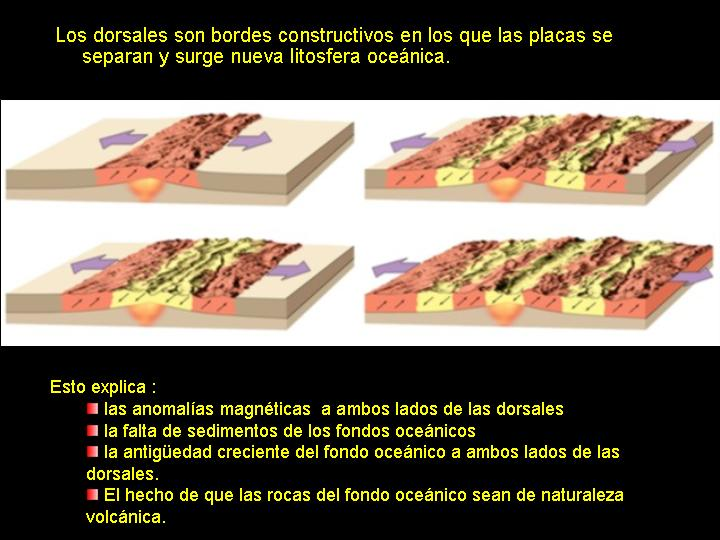 Los dorsales son bordes constructivos en los que las placas se
separan y surge nueva litosfera oceánica.
Esto explica :
las anomalías magnéticas a ambos lados de las dorsales
la falta de sedimentos de los fondos oceánicos
la antigüedad creciente del fondo oceánico a ambos lados de las
dorsales.
El hecho de que las rocas del fondo oceánico sean de naturaleza
volcánica.